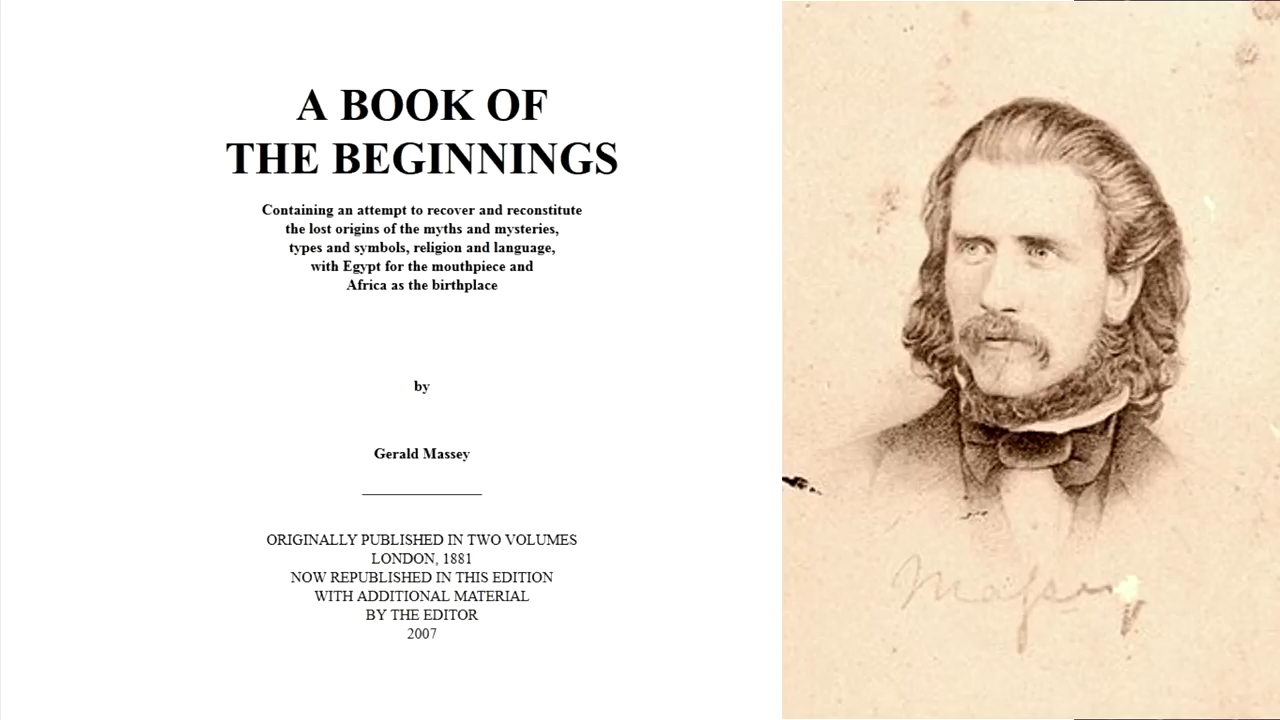 A BOOK OF
THE BEGINNINGS
Containing an attempt to recover and reconstitute
the lost origins of the myths and mysteries,
types and symbols, religion and language,
with Egypt for the mouthpiece and
Africa as the birthplace
by
Gerald Massey
ORIGINALLY PUBLISHED IN TWO VOLUMES
LONDON, 1881
NOW REPUBLISHED IN THIS EDITION
WITH ADDITIONAL MATERIAL
BY THE EDITOR
2007
Massey